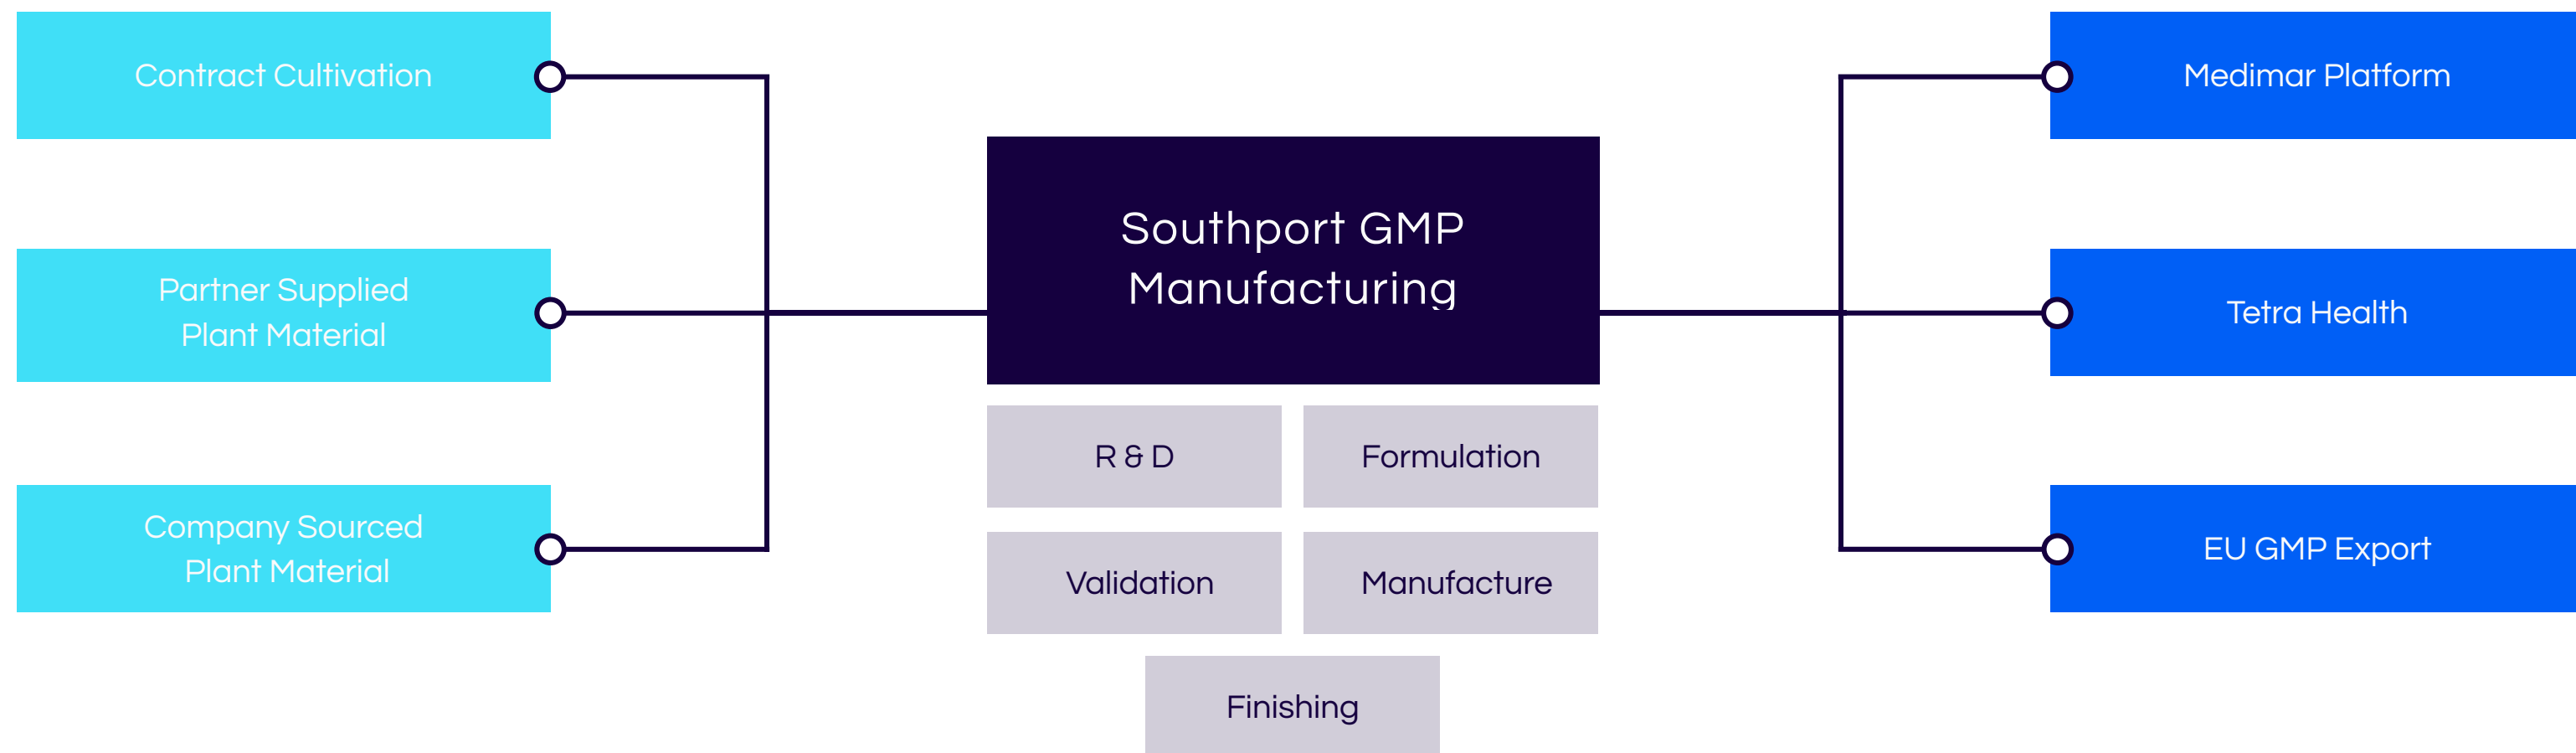 Contract Cultivation
Partner Supplied
Plant Material
Company Sourced
Plant Material
Southport GMP
Manufacturing
R & D
Formulation
Validation
Manufacture
Finishing
Medimar Platform
Tetra Health
EU GMP Export